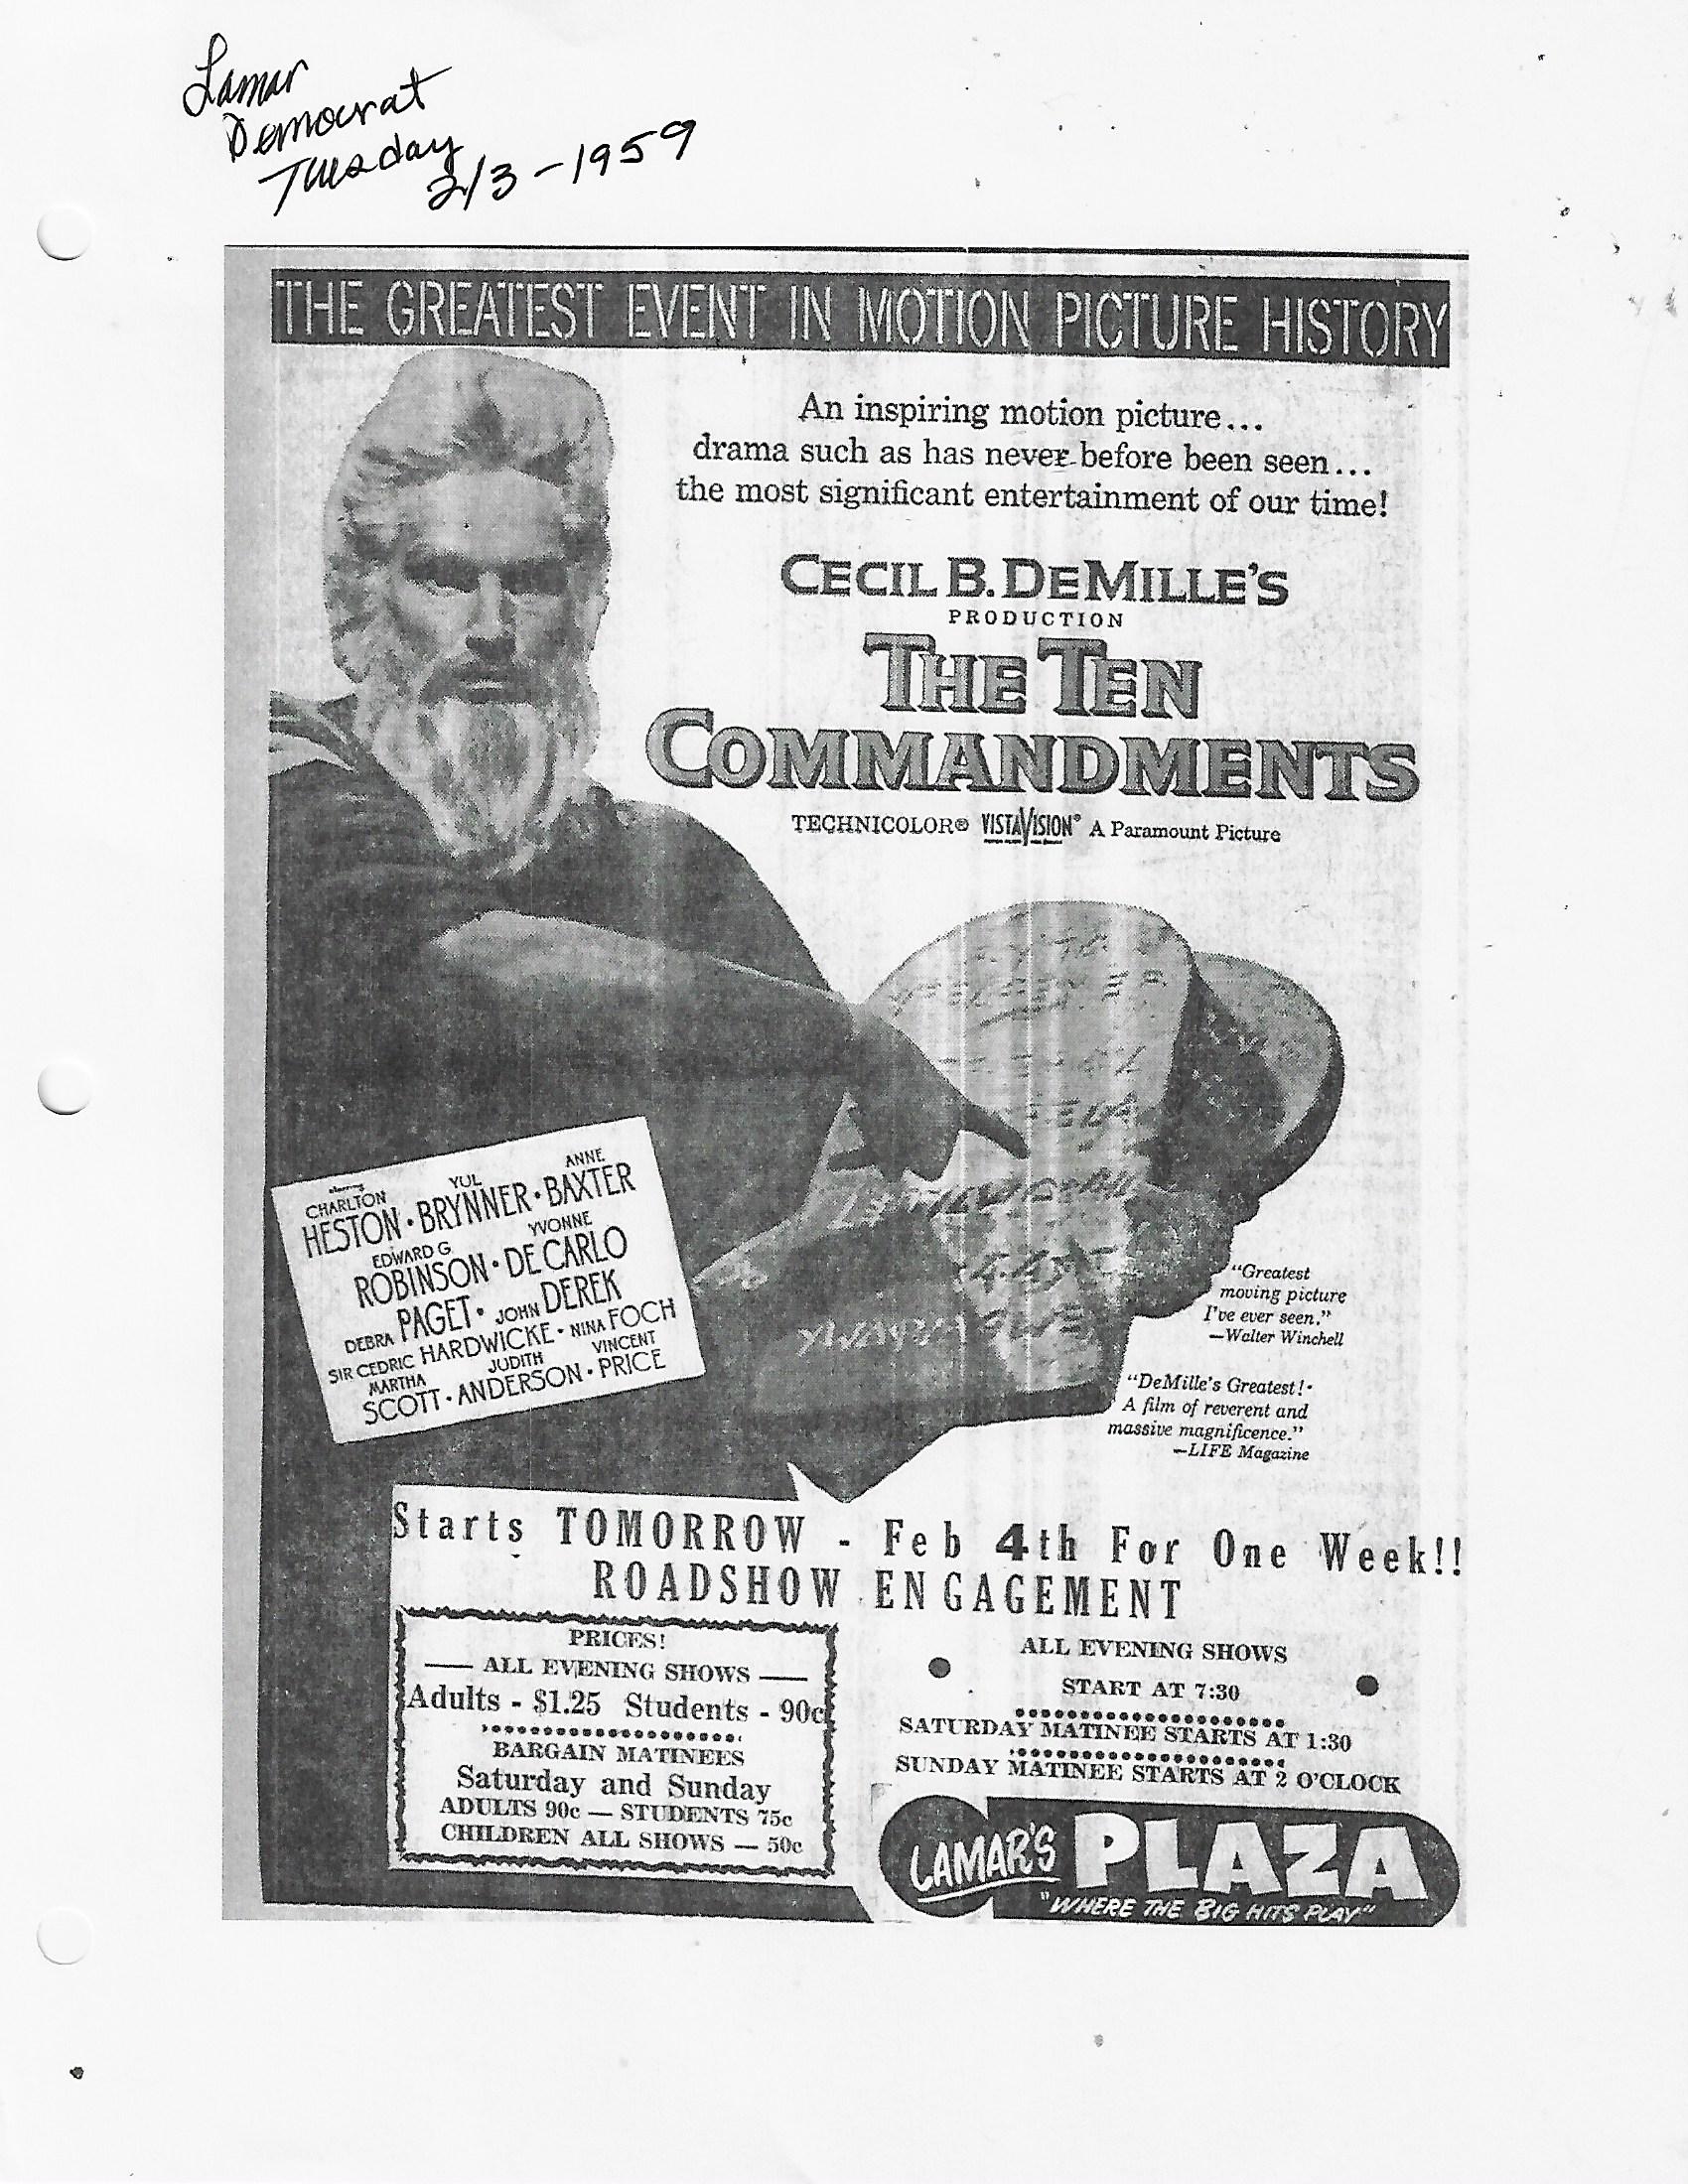 Lamar
Democrat
Tuesday
2/3-1959
THE GREATEST EVENT IN MOTION PICTURE HISTORY
An inspiring motion picture...
drama such as has never before been seen...
the most significant entertainment of our time!
CECIL B. DEMILLE'S
PRODUCTION
THE TEN
COMMANDMENTS
TECHNICOLOR® VISTAVISION® A Paramount Picture
starring
CHARLTON HESTON · YUL BRYNNER · ANNE BAXTER
EDWARD G. ROBINSON · YVONNE DE CARLO
DEBRA PAGET · JOHN DEREK
SIR CEDRIC HARDWICKE · NINA FOCH
MARTHA SCOTT · JUDITH ANDERSON · VINCENT PRICE
"Greatest
moving picture
I've ever seen."
—Walter Winchell
"DeMille's Greatest!
A film of reverent and
massive magnificence."
—LIFE Magazine
Starts TOMORROW - Feb 4th For One Week!!
ROADSHOW ENGAGEMENT
PRICES!
— ALL EVENING SHOWS —
Adults - $1.25 Students - 90c
BARGAIN MATINEES
Saturday and Sunday
ADULTS 90c — STUDENTS 75c
CHILDREN ALL SHOWS — 50c
ALL EVENING SHOWS
START AT 7:30
SATURDAY MATINEE STARTS AT 1:30
SUNDAY MATINEE STARTS AT 2 O'CLOCK
LAMAR'S PLAZA
"WHERE THE BIG HITS PLAY"